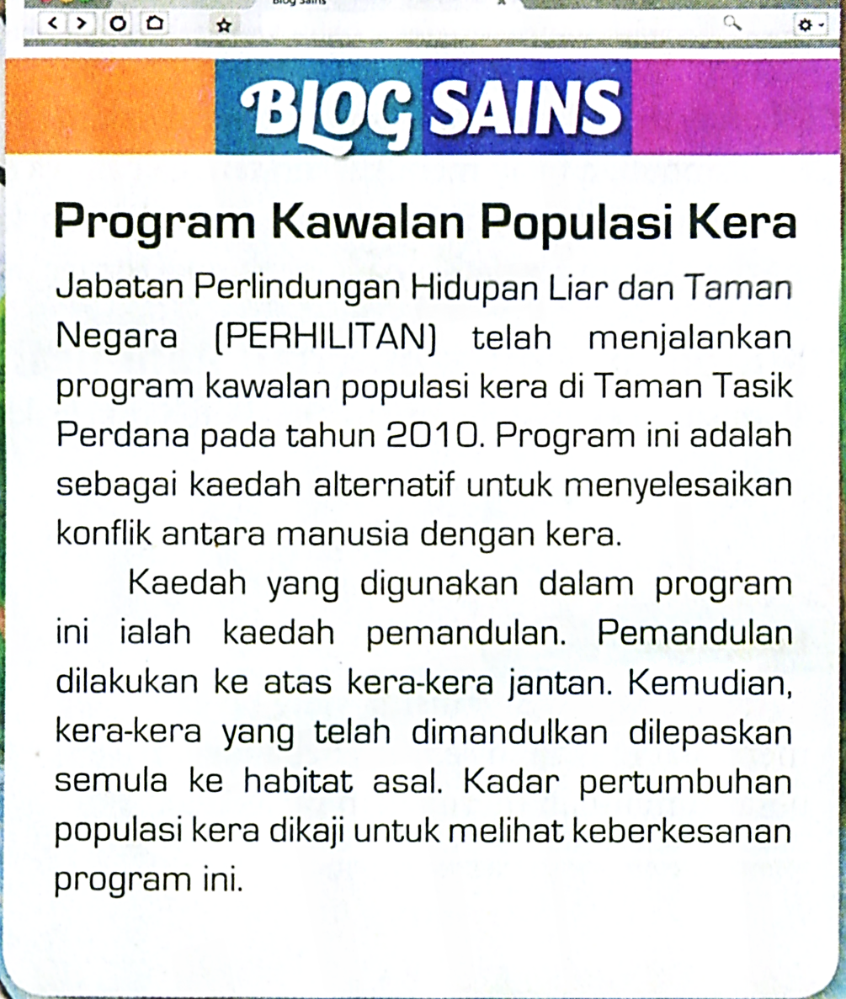 Blog Sains
BLOG SAINS
Program Kawalan Populasi Kera
Jabatan Perlindungan Hidupan Liar dan Taman
Negara (PERHILITAN) telah menjalankan
program kawalan populasi kera di Taman Tasik
Perdana pada tahun 2010. Program ini adalah
sebagai kaedah alternatif untuk menyelesaikan
konflik antara manusia dengan kera.
Kaedah yang digunakan dalam program
ini ialah kaedah pemandulan. Pemandulan
dilakukan ke atas kera-kera jantan. Kemudian,
kera-kera yang telah dimandulkan dilepaskan
semula ke habitat asal. Kadar pertumbuhan
populasi kera dikaji untuk melihat keberkesanan
program ini.